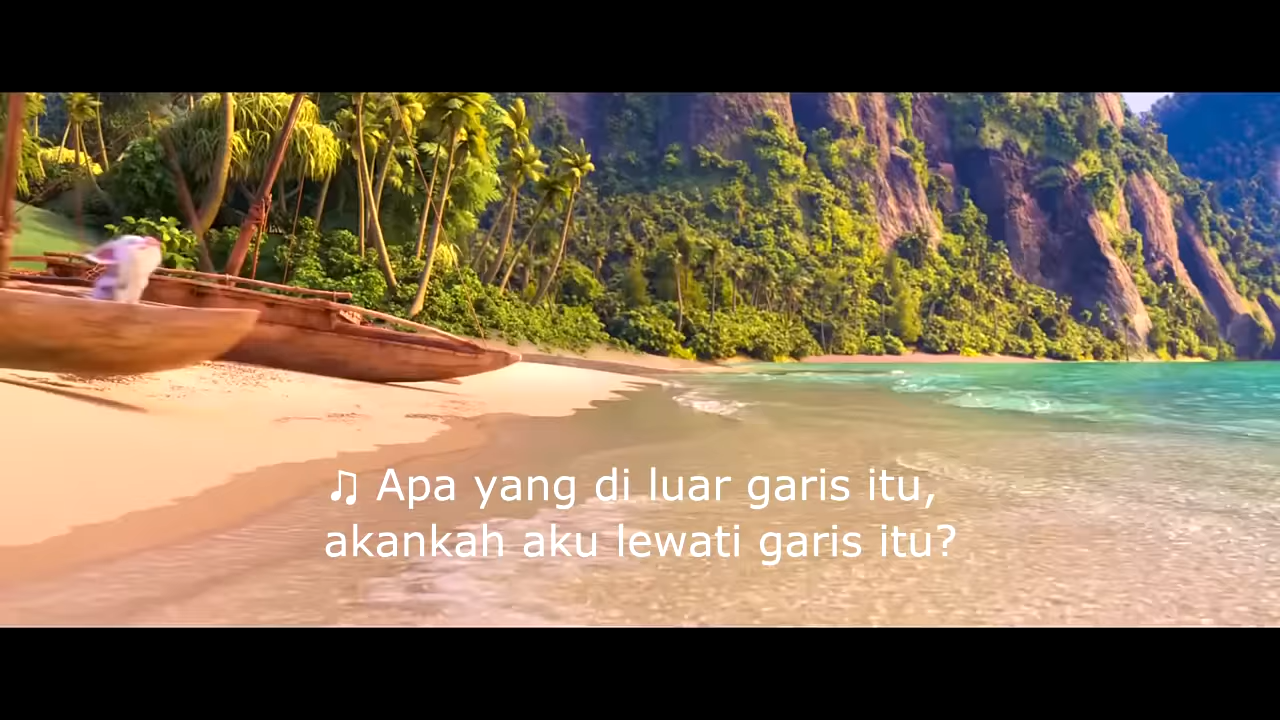 ♫ Apa yang di luar garis itu,
akankah aku lewati garis itu?